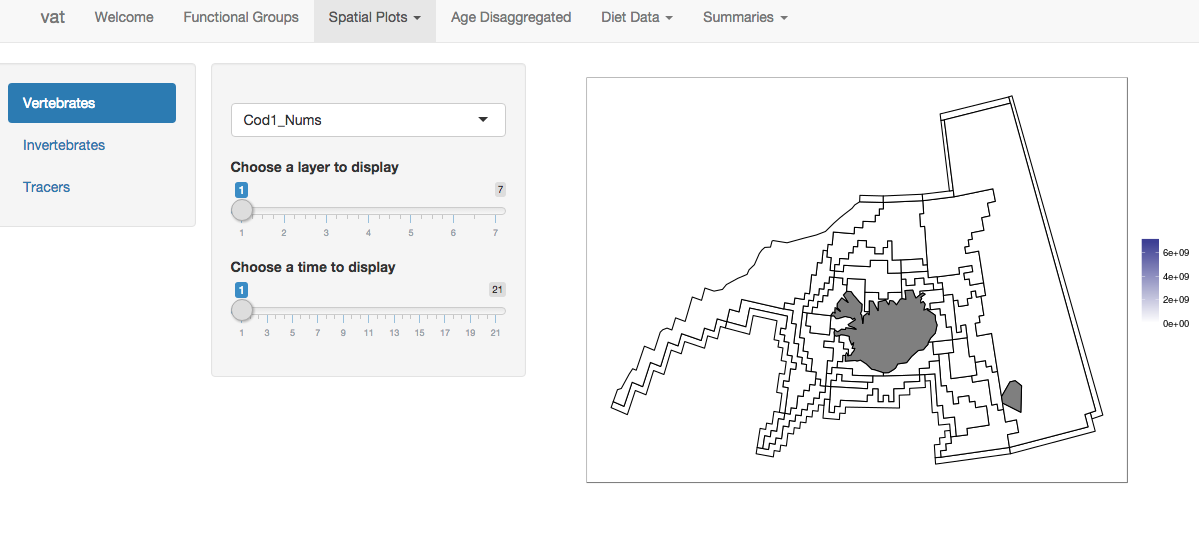 vat Welcome Functional Groups Spatial Plots Age Disaggregated Diet Data Summaries
Vertebrates
Invertebrates
Tracers
Cod1_Nums
Choose a layer to display
1 7
1 2 3 4 5 6 7
Choose a time to display
1 21
1 3 5 7 9 11 13 15 17 19 21
6e+09
4e+09
2e+09
0e+00